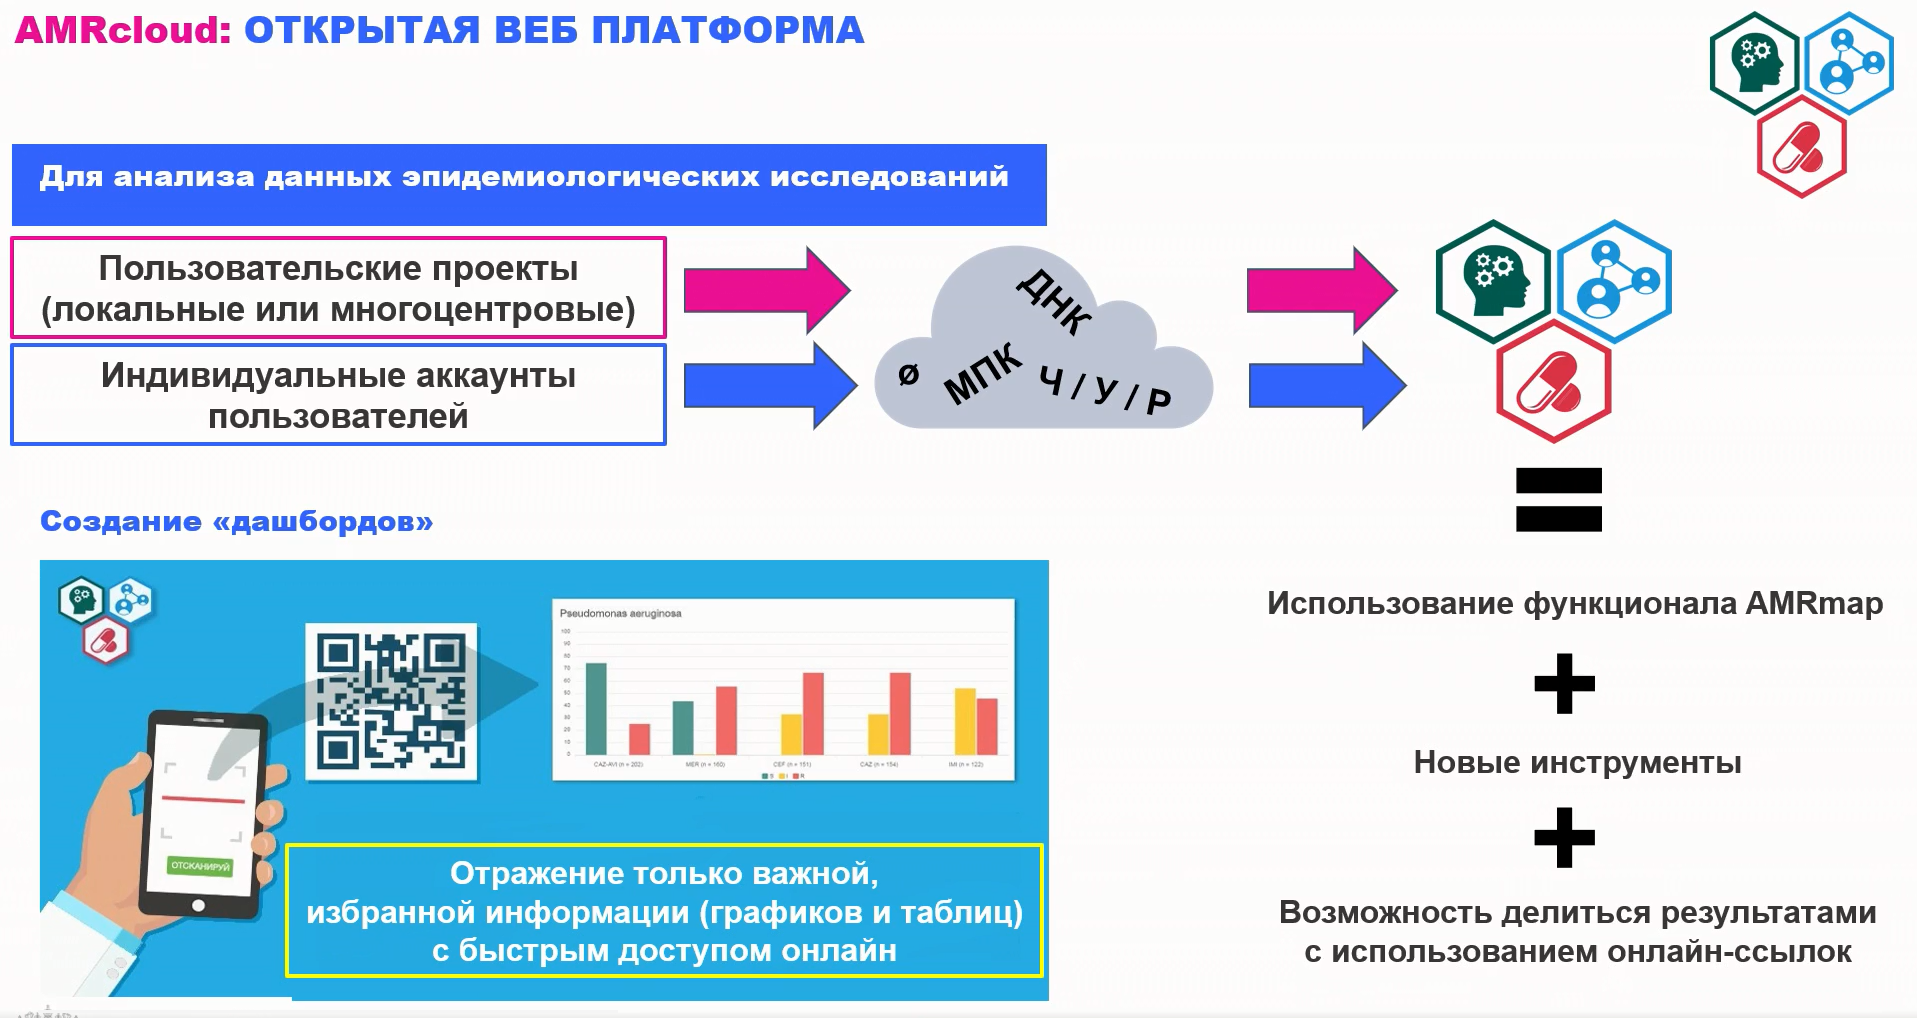 AMRcloud: ОТКРЫТАЯ ВЕБ ПЛАТФОРМА
Для анализа данных эпидемиологических исследований
Пользовательские проекты
(локальные или многоцентровые)
Индивидуальные аккаунты
пользователей
ДНК
ø
МПК
Ч / У / Р
Использование функционала AMRmap
Новые инструменты
Возможность делиться результатами
с использованием онлайн-ссылок
Создание «дашбордов»
ОТСКАНИРУЙ
Pseudomonas aeruginosa
100
90
80
70
60
50
40
30
20
10
0
CAZ-AVI (n = 202) MER (n = 160) CEF (n = 151) CAZ (n = 154) IMI (n = 122)
S I R
Отражение только важной,
избранной информации (графиков и таблиц)
с быстрым доступом онлайн